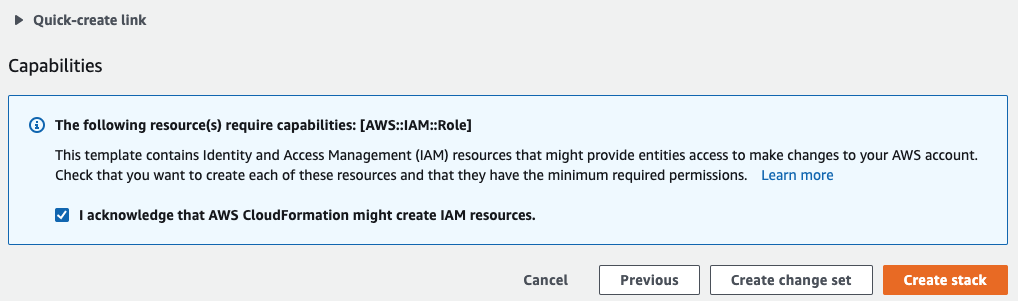 Quick-create link
Capabilities
The following resource(s) require capabilities: [AWS::IAM::Role]
This template contains Identity and Access Management (IAM) resources that might provide entities access to make changes to your AWS account.
Check that you want to create each of these resources and that they have the minimum required permissions. Learn more
I acknowledge that AWS CloudFormation might create IAM resources.
Cancel Previous Create change set Create stack